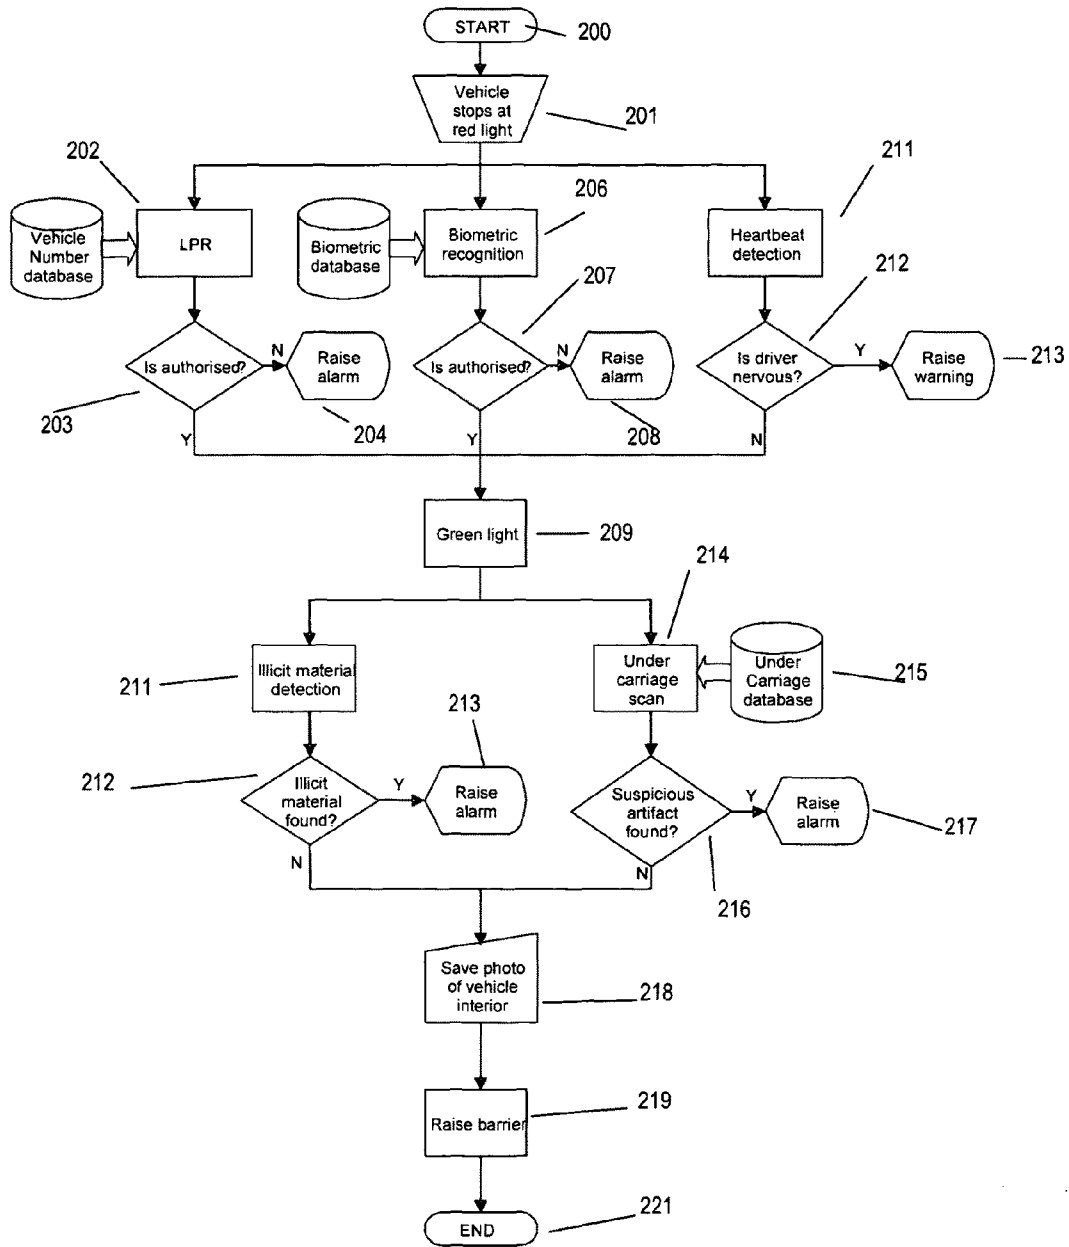 START
200
Vehicle
stops at
red light
201
202
206
211
Vehicle
Number
database
LPR
Biometric
database
Biometric
recognition
Heartbeat
detection
207
212
Is authorised?
N
Raise
alarm
Is authorised?
N
Raise
alarm
Is driver
nervous?
Y
Raise
warning
213
203
204
208
Y
Y
N
Green light
209
214
211
Illicit material
detection
Under
carriage
scan
Under
Carriage
database
215
213
212
Illicit
material
found?
Y
Raise
alarm
Suspicious
artifact
found?
Y
Raise
alarm
217
N
N
216
Save photo
of vehicle
interior
218
Raise barrier
219
END
221